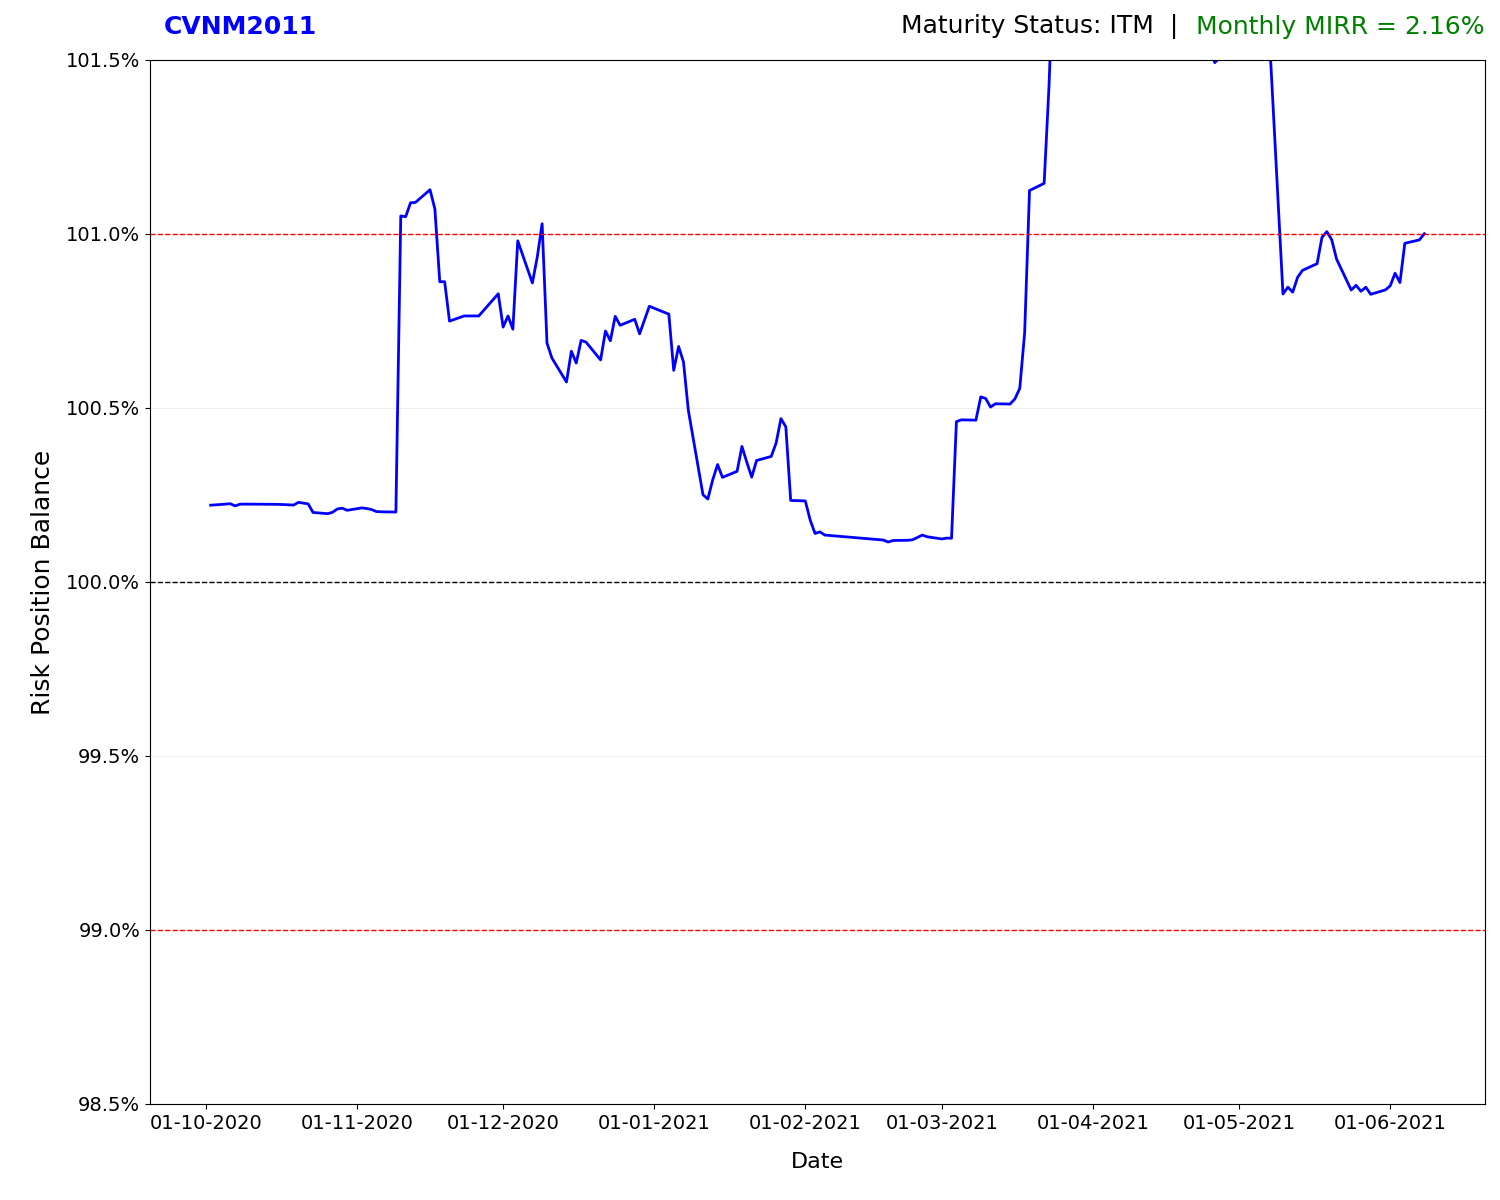 CVNM2011 Maturity Status: ITM | Monthly MIRR = 2.16%
101.5%
101.0%
100.5%
100.0%
99.5%
99.0%
98.5%
Risk Position Balance
01-10-2020 01-11-2020 01-12-2020 01-01-2021 01-02-2021 01-03-2021 01-04-2021 01-05-2021 01-06-2021
Date